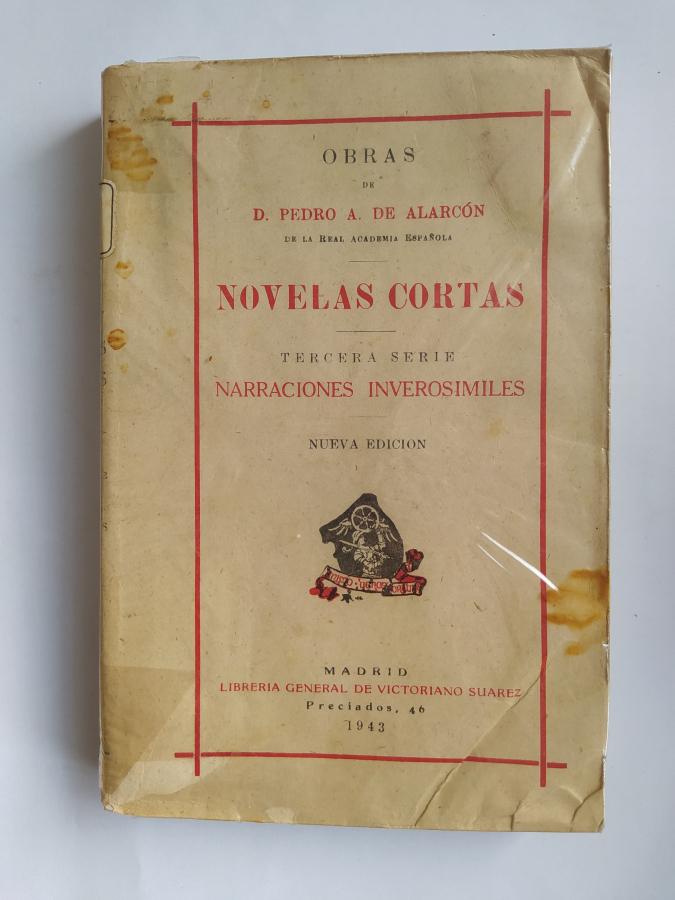 OBRAS
DE
D. PEDRO A. DE ALARCÓN
DE LA REAL ACADEMIA ESPAÑOLA
NOVELAS CORTAS
TERCERA SERIE
NARRACIONES INVEROSIMILES
NUEVA EDICION
MADRID
LIBRERIA GENERAL DE VICTORIANO SUAREZ
Preciados, 46
1943